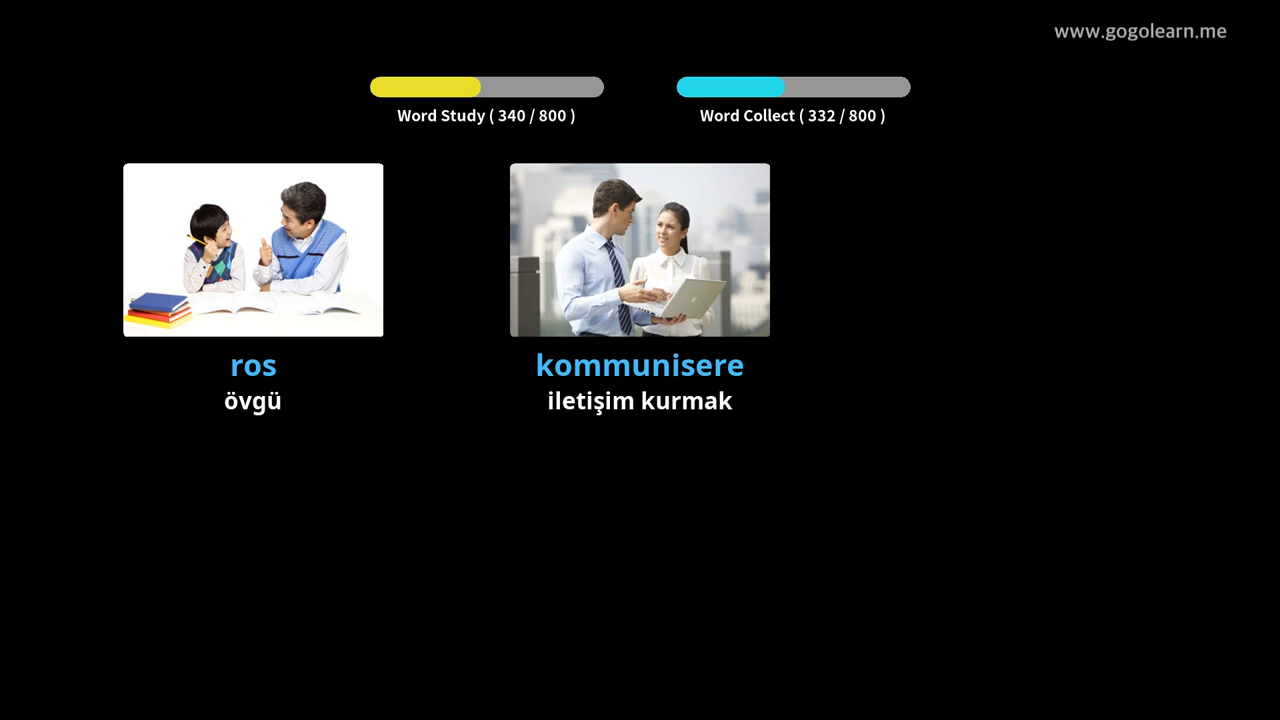 www.gogolearn.me
Word Study ( 340 / 800 )
Word Collect ( 332 / 800 )
ros
övgü
kommunisere
iletişim kurmak